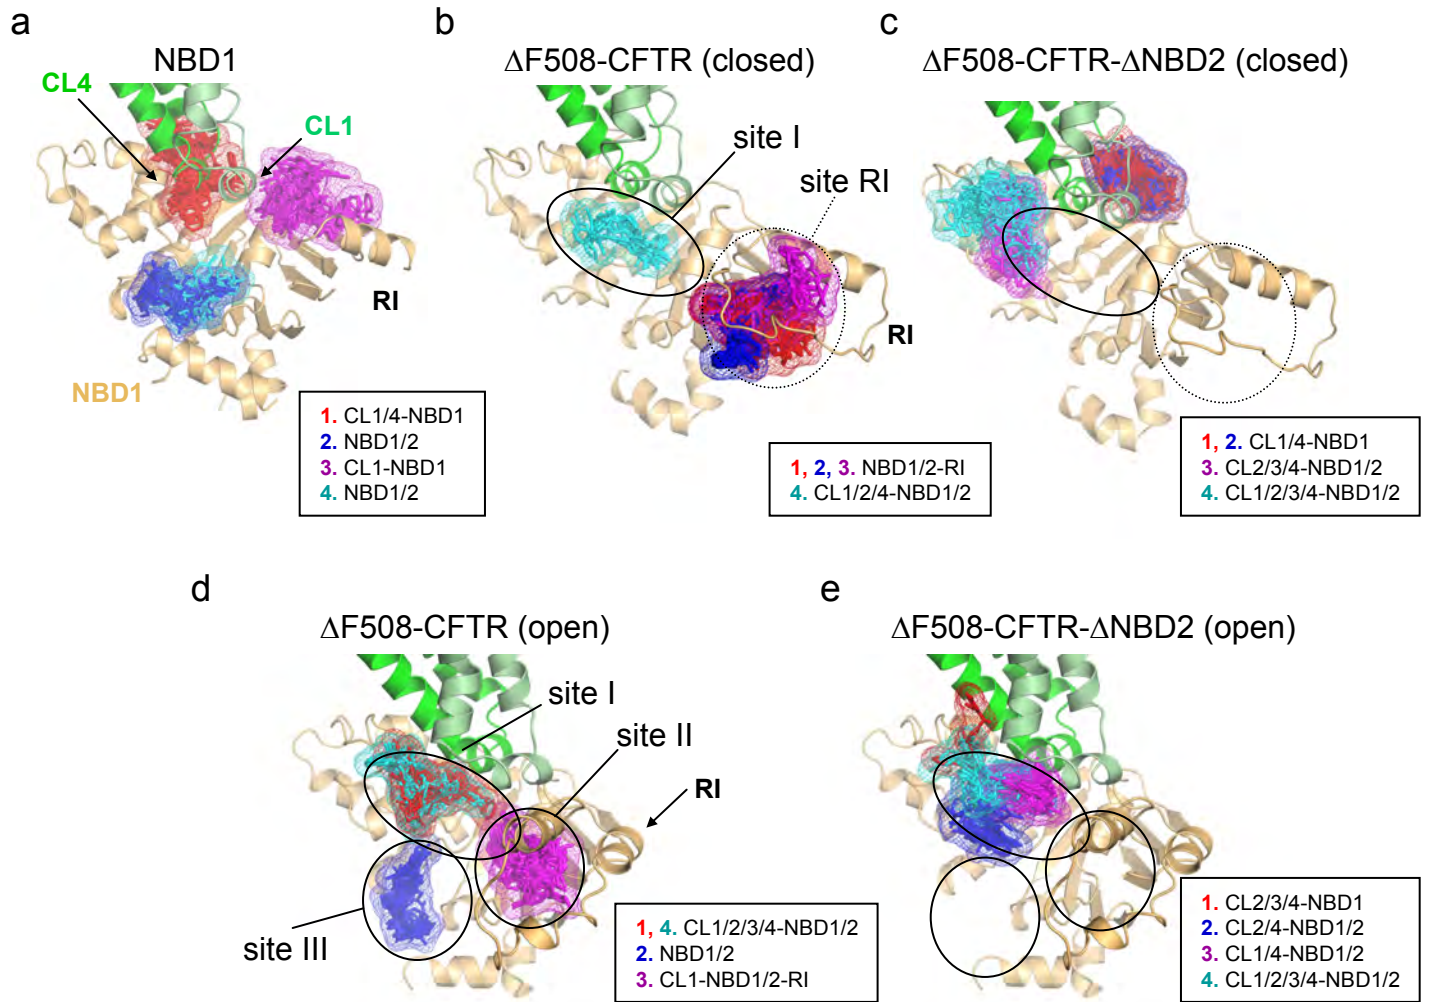 a
NBD1
CL4
CL1
RI
NBD1
1. CL1/4-NBD1
2. NBD1/2
3. CL1-NBD1
4. NBD1/2
b
ΔF508-CFTR (closed)
site I
site RI
RI
1, 2, 3. NBD1/2-RI
4. CL1/2/4-NBD1/2
c
ΔF508-CFTR-ΔNBD2 (closed)
1, 2. CL1/4-NBD1
3. CL2/3/4-NBD1/2
4. CL1/2/3/4-NBD1/2
d
ΔF508-CFTR (open)
site I
site II
RI
site III
1, 4. CL1/2/3/4-NBD1/2
2. NBD1/2
3. CL1-NBD1/2-RI
e
ΔF508-CFTR-ΔNBD2 (open)
1. CL2/3/4-NBD1
2. CL2/4-NBD1/2
3. CL1/4-NBD1/2
4. CL1/2/3/4-NBD1/2